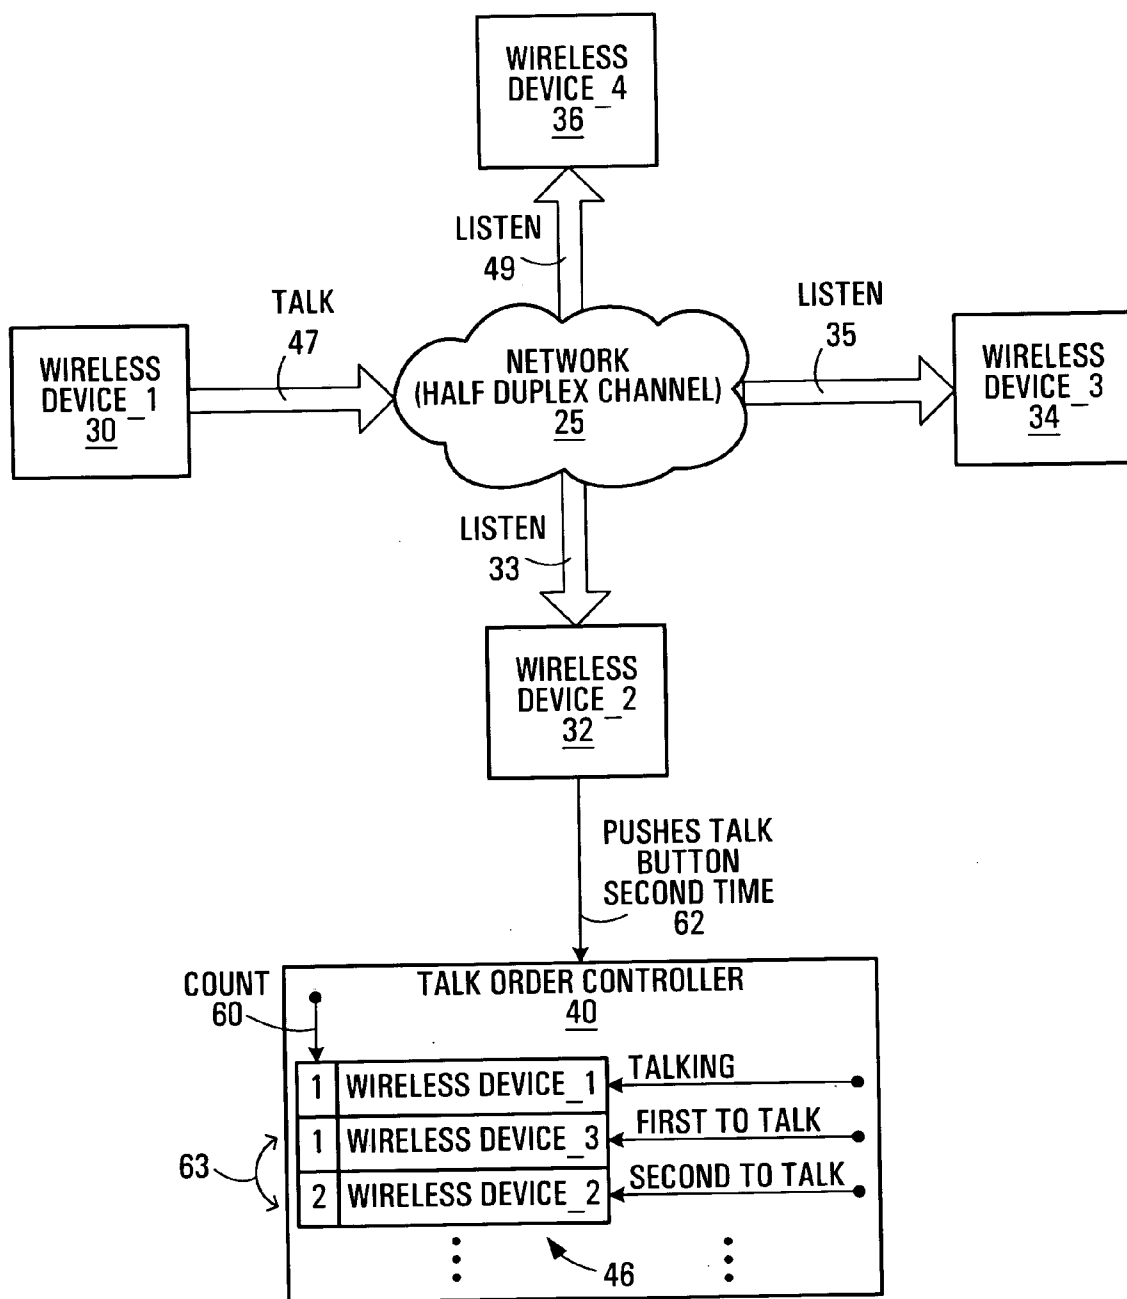 WIRELESS
DEVICE_4
36
LISTEN
49
TALK
47
LISTEN
35
WIRELESS
DEVICE_1
30
NETWORK
(HALF DUPLEX CHANNEL)
25
WIRELESS
DEVICE_3
34
LISTEN
33
WIRELESS
DEVICE_2
32
PUSHES TALK
BUTTON
SECOND TIME
62
COUNT
60
TALK ORDER CONTROLLER
40
1 WIRELESS DEVICE_1 TALKING
1 WIRELESS DEVICE_3 FIRST TO TALK
63
2 WIRELESS DEVICE_2 SECOND TO TALK
46